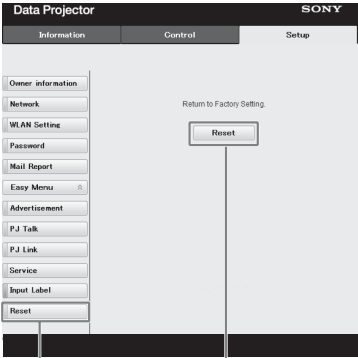 Data Projector
SONY
Information
Control
Setup
Owner information
Network
WLAN Setting
Password
Mail Report
Easy Menu
Advertisement
PJ Talk
PJ Link
Service
Input Label
Reset
Return to Factory Setting.
Reset